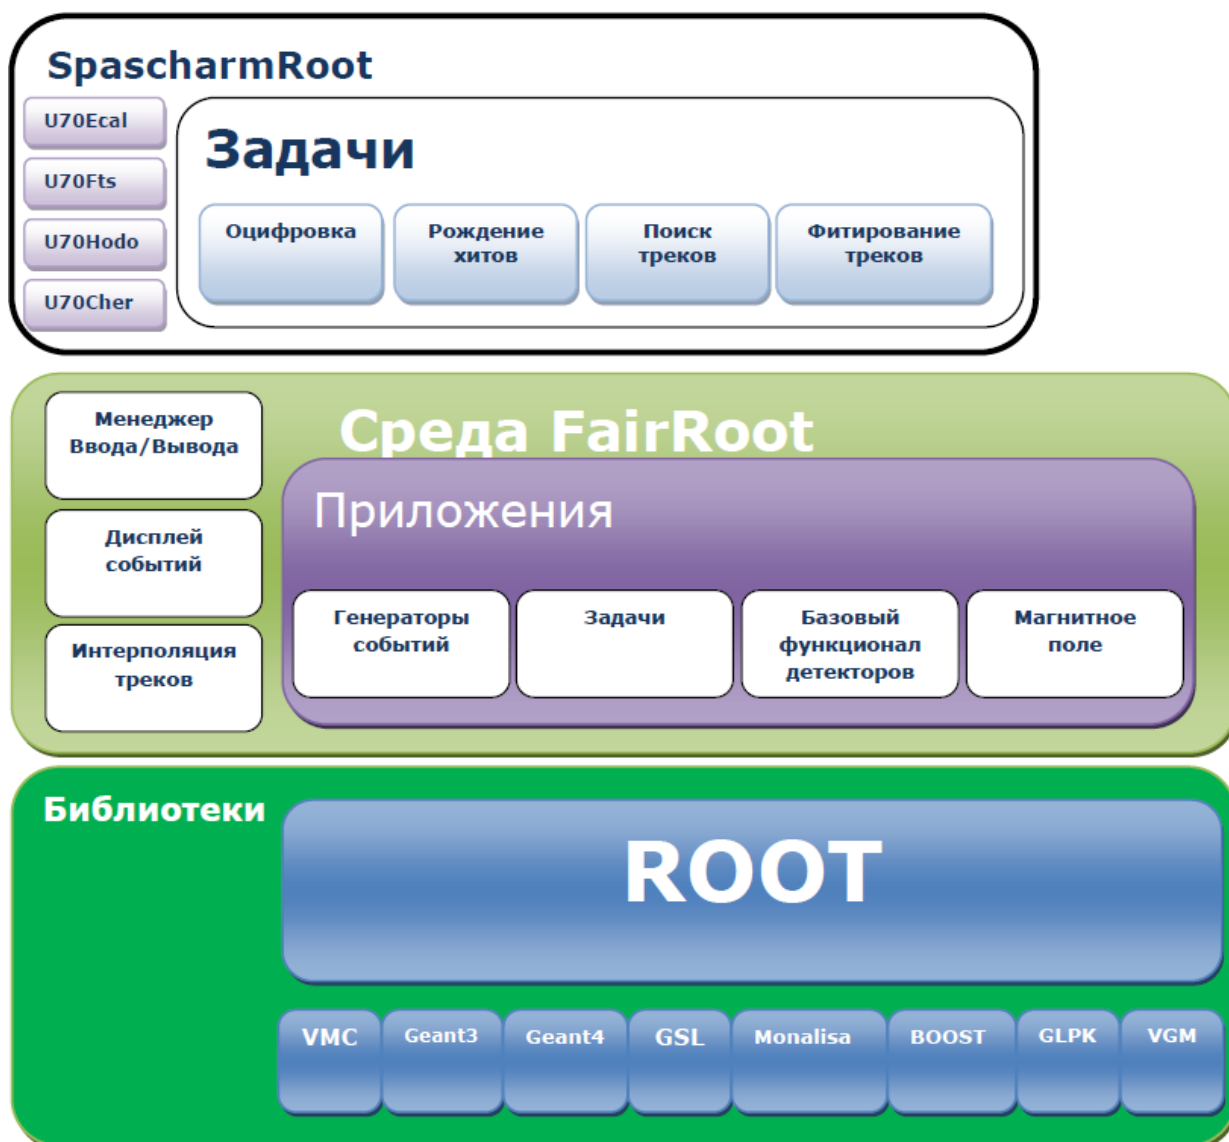 SpascharmRoot
U70Ecal
U70Fts
U70Hodo
U70Cher
Задачи
Оцифровка
Рождение
хитов
Поиск
треков
Фитирование
треков
Среда FairRoot
Менеджер
Ввода/Вывода
Дисплей
событий
Интерполяция
треков
Приложения
Генераторы
событий
Задачи
Базовый
функционал
детекторов
Магнитное
поле
Библиотеки
ROOT
VMC
Geant3
Geant4
GSL
Monalisa
BOOST
GLPK
VGM